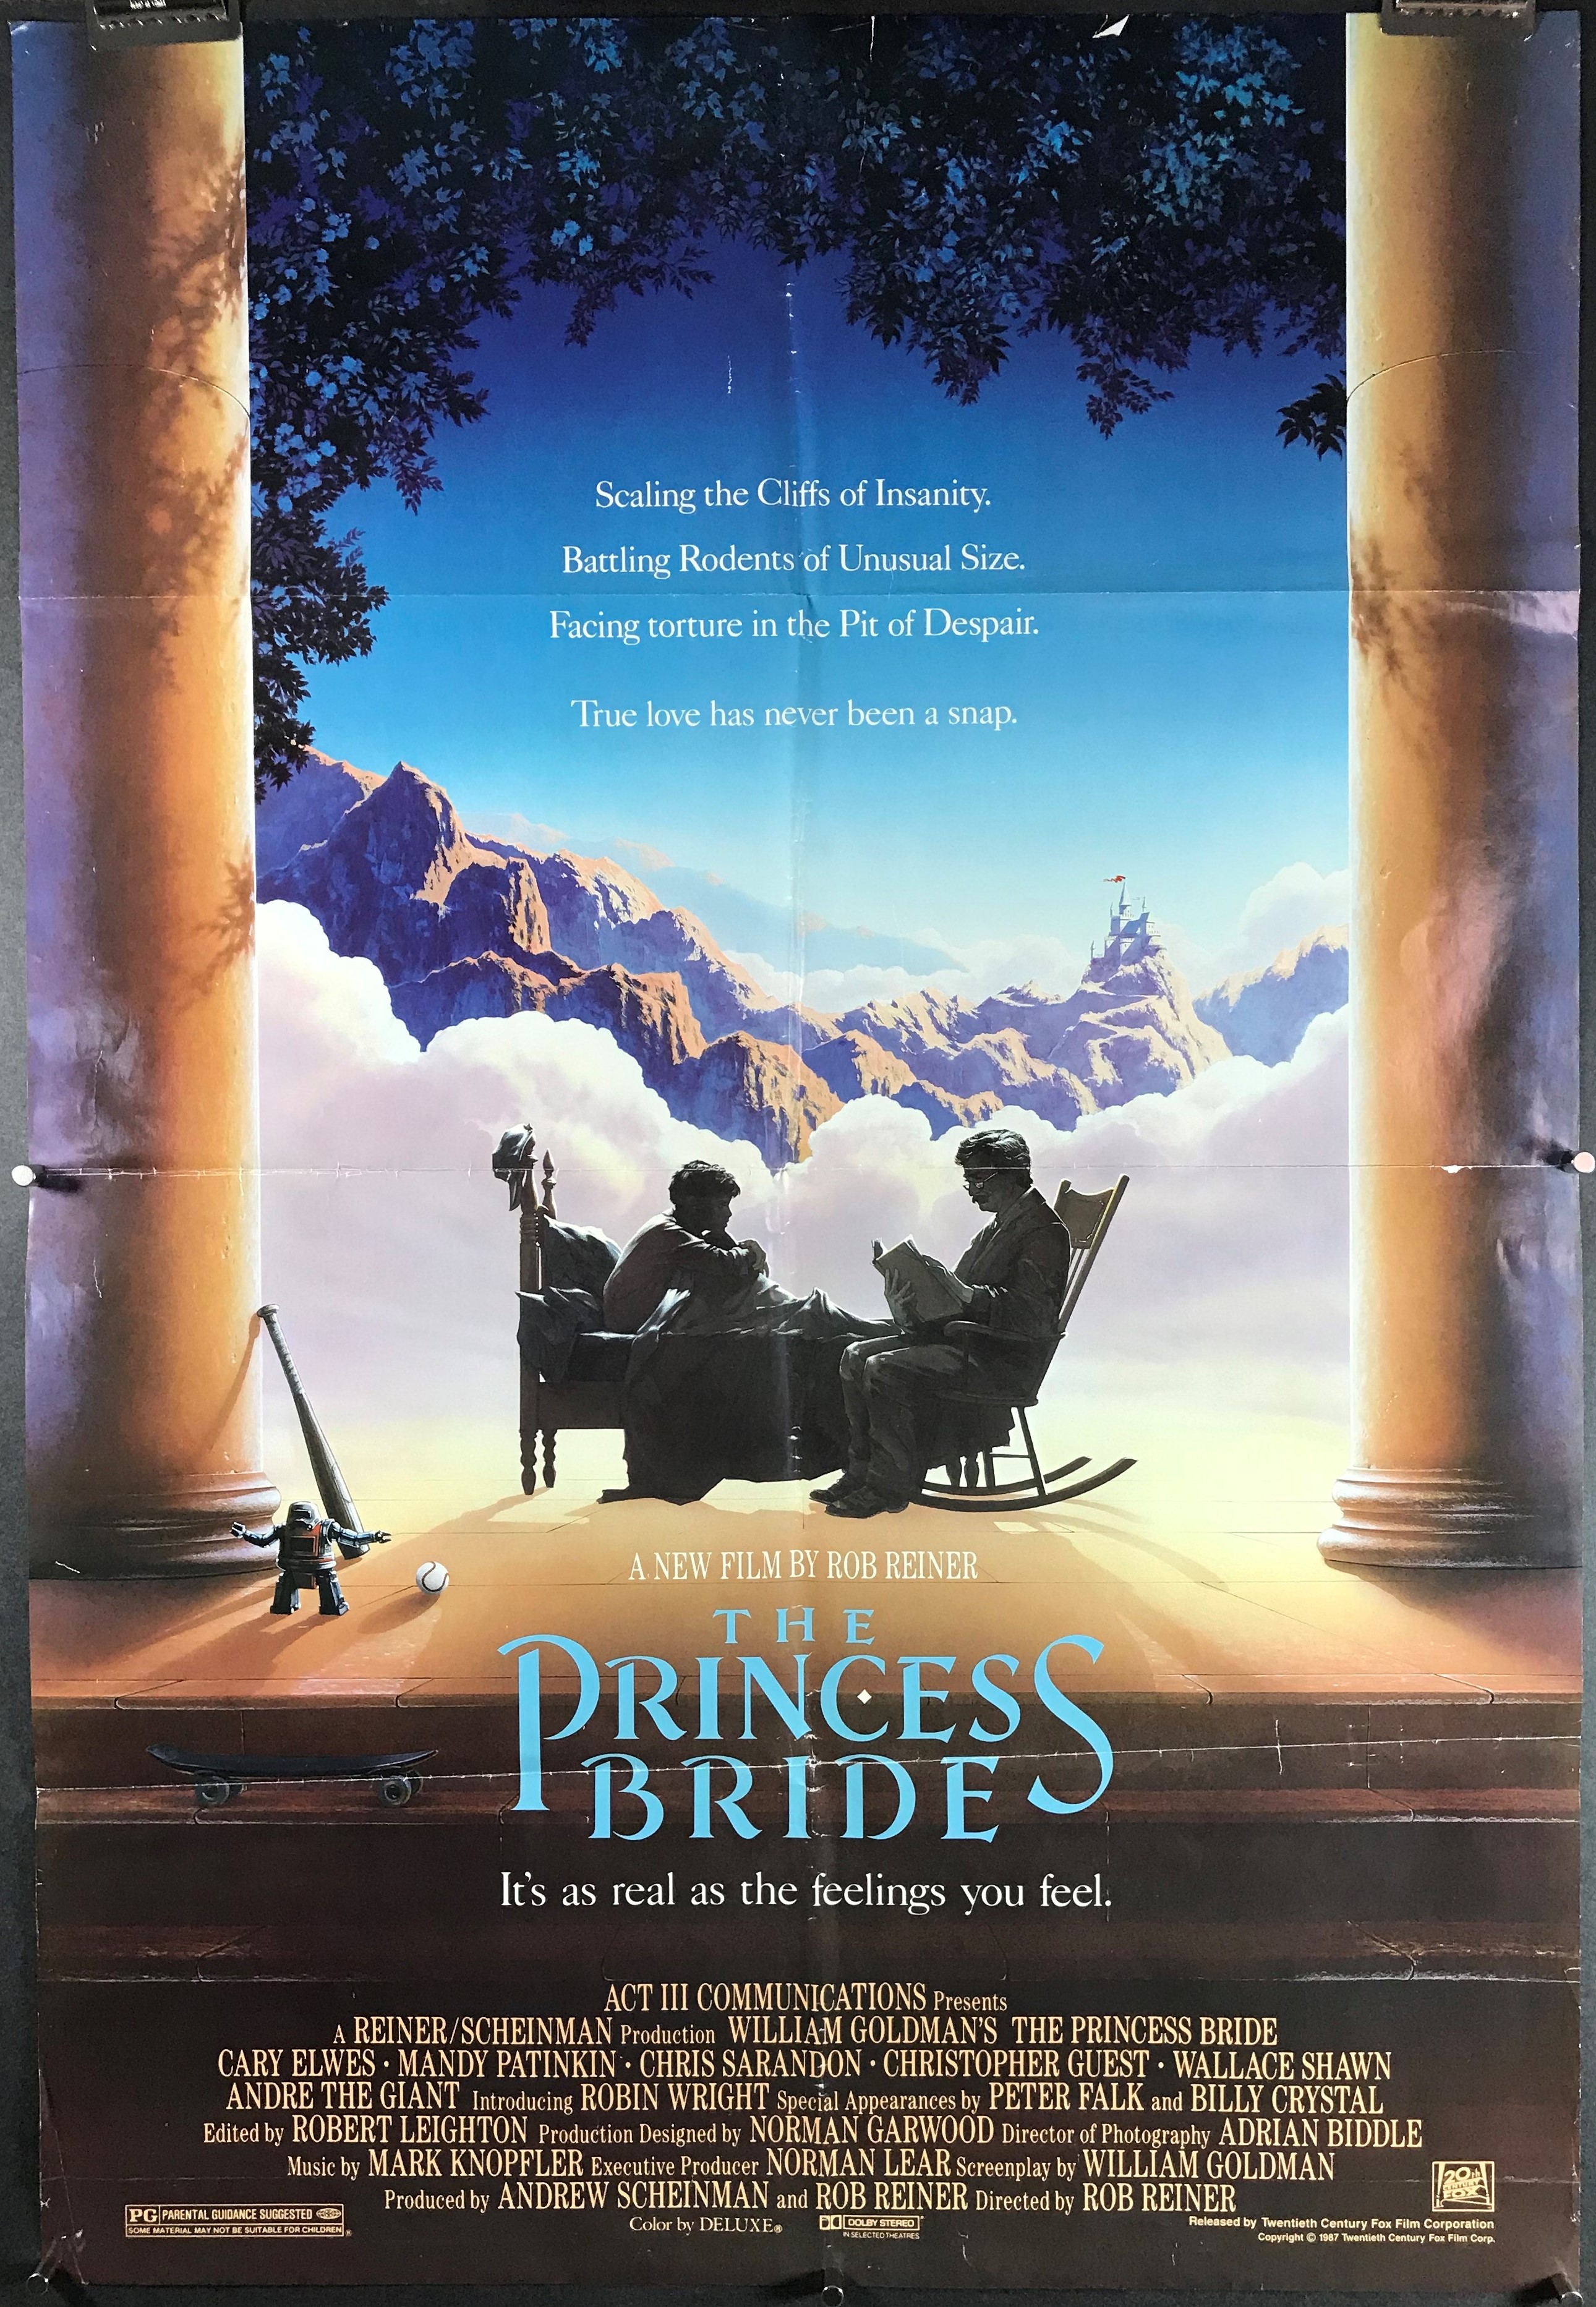 Scaling the Cliffs of Insanity.
Battling Rodents of Unusual Size.
Facing torture in the Pit of Despair.
True love has never been a snap.
A NEW FILM BY ROB REINER
THE
PRINCESS
BRIDE
It's as real as the feelings you feel.
ACT III COMMUNICATIONS Presents
A REINER/SCHEINMAN Production WILLIAM GOLDMAN'S THE PRINCESS BRIDE
CARY ELWES · MANDY PATINKIN · CHRIS SARANDON · CHRISTOPHER GUEST · WALLACE SHAWN
ANDRE THE GIANT Introducing ROBIN WRIGHT Special Appearances by PETER FALK and BILLY CRYSTAL
Edited by ROBERT LEIGHTON Production Designed by NORMAN GARWOOD Director of Photography ADRIAN BIDDLE
Music by MARK KNOPFLER Executive Producer NORMAN LEAR Screenplay by WILLIAM GOLDMAN
Produced by ANDREW SCHEINMAN and ROB REINER Directed by ROB REINER
PG PARENTAL GUIDANCE SUGGESTED
SOME MATERIAL MAY NOT BE SUITABLE FOR CHILDREN
Color by DELUXE®
DOLBY STEREO
IN SELECTED THEATRES
20th CENTURY FOX
Released by Twentieth Century Fox Film Corporation
Copyright © 1987 Twentieth Century Fox Film Corp.